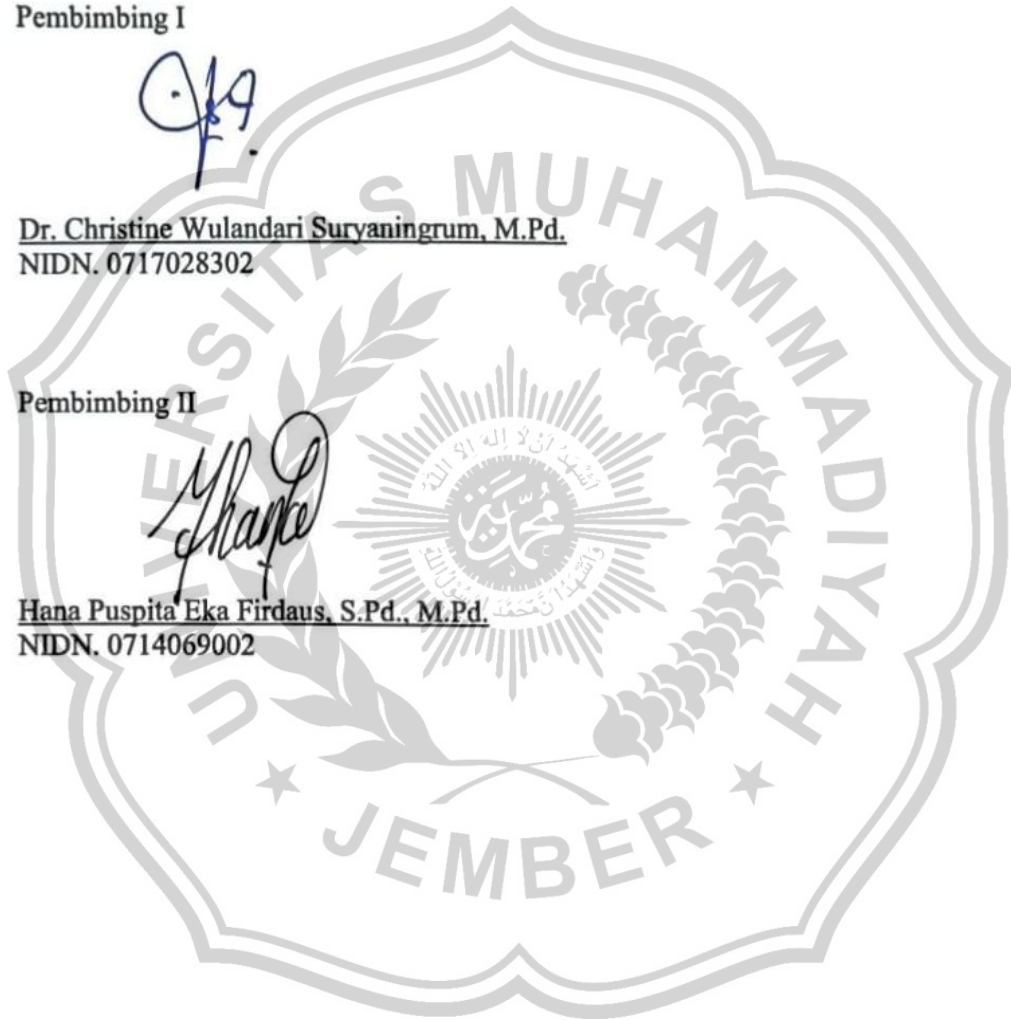 Pembimbing I
Dr. Christine Wulandari Suryaningrum, M.Pd.
NIDN. 0717028302
Pembimbing II
Hana Puspita Eka Firdaus, S.Pd., M.Pd.
NIDN. 0714069002
UNIVERSITAS MUHAMMADIYAH
JEMBER